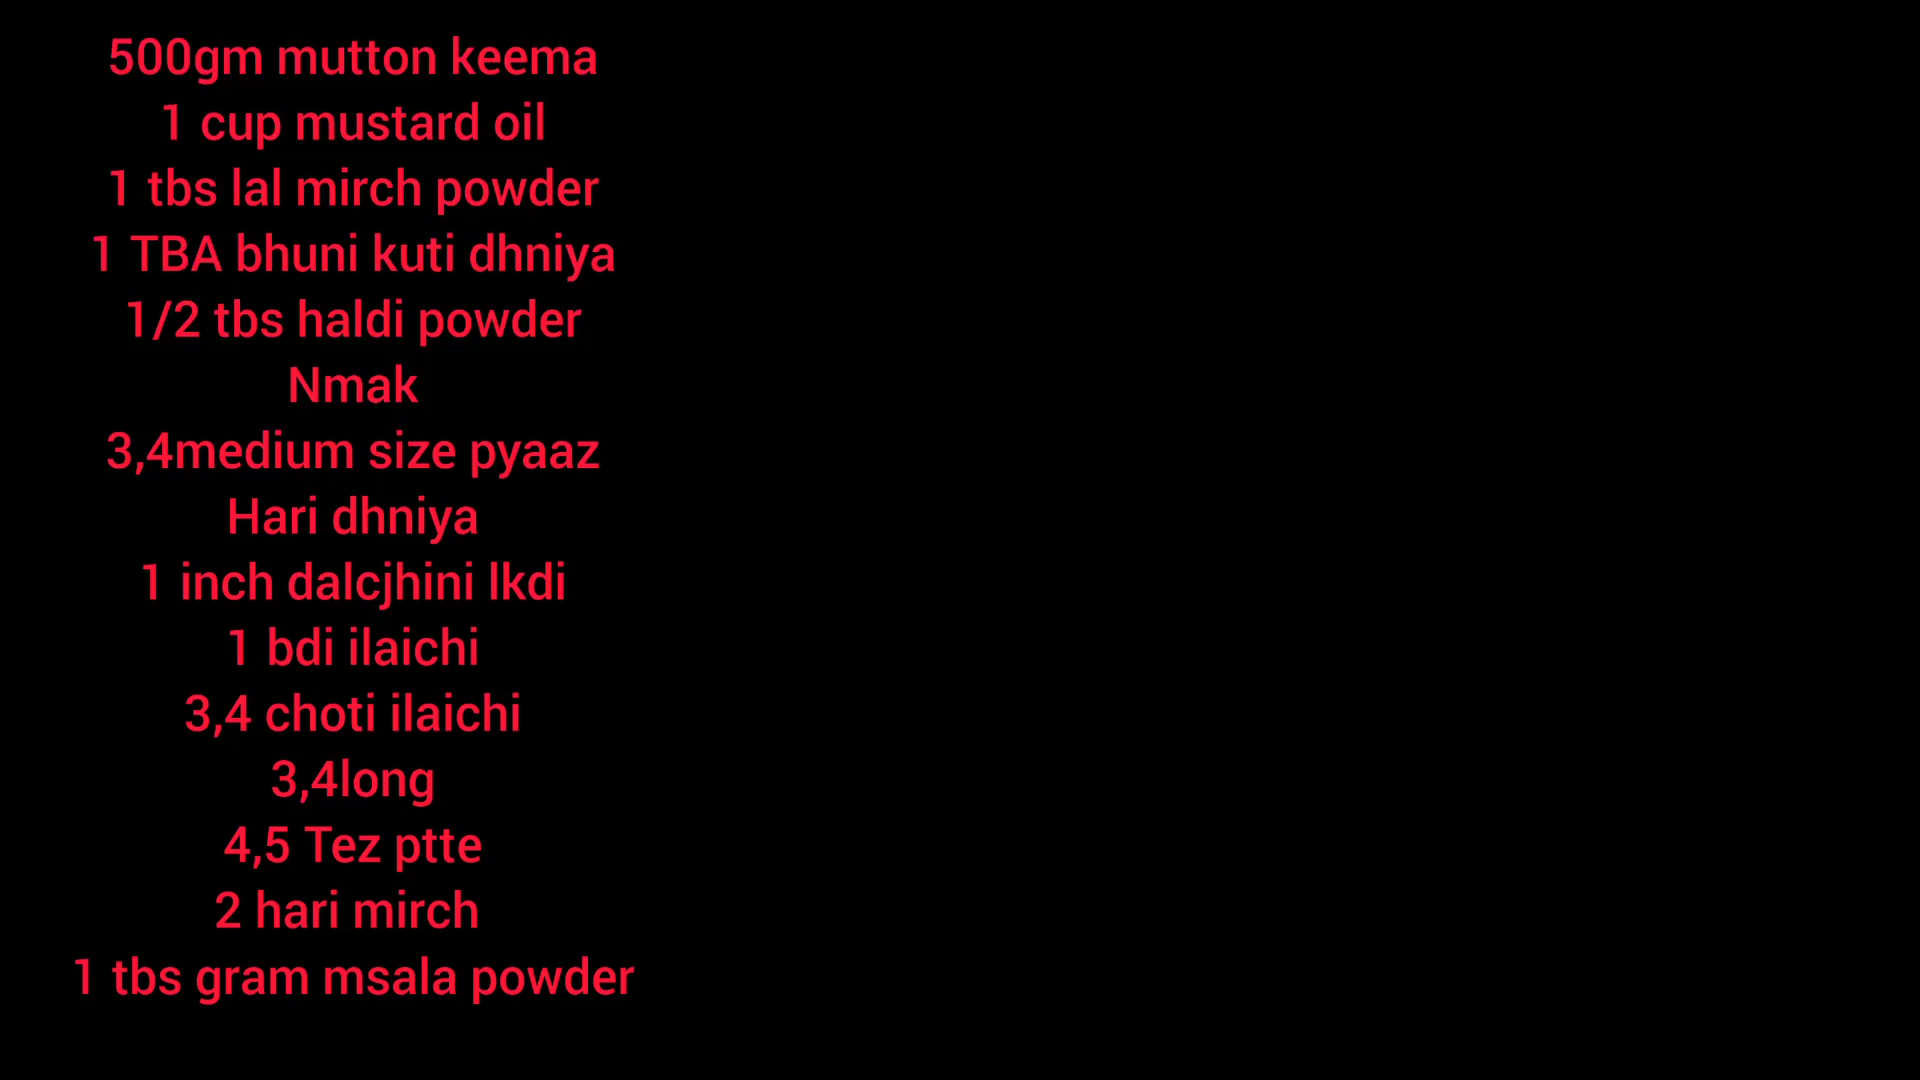 500gm mutton keema
1 cup mustard oil
1 tbs lal mirch powder
1 TBA bhuni kuti dhniya
1/2 tbs haldi powder
Nmak
3,4medium size pyaaz
Hari dhniya
1 inch dalcjhini lkdi
1 bdi ilaichi
3,4 choti ilaichi
3,4long
4,5 Tez ptte
2 hari mirch
1 tbs gram msala powder